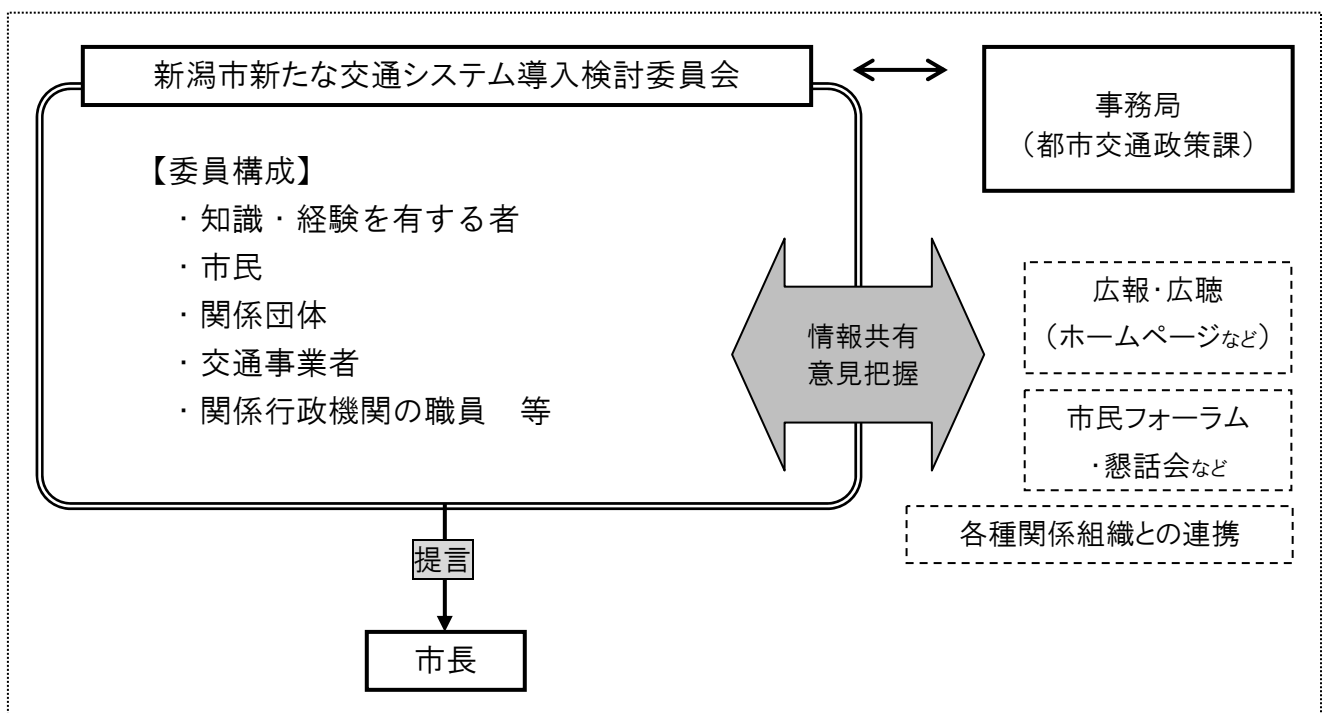 新潟市新たな交通システム導入検討委員会
事務局
（都市交通政策課）
【委員構成】
・知識・経験を有する者
・市民
・関係団体
・交通事業者
・関係行政機関の職員　等
情報共有
意見把握
広報・広聴
（ホームページなど）
市民フォーラム
・懇話会など
各種関係組織との連携
提言
市長